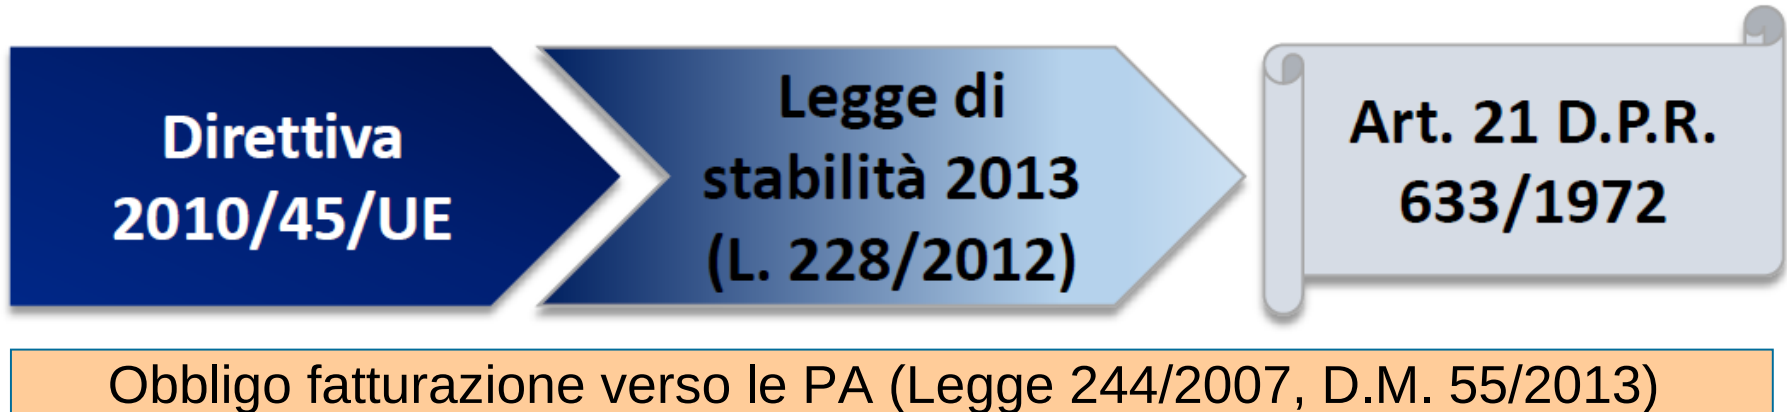 Direttiva
2010/45/UE
Legge di
stabilità 2013
(L. 228/2012)
Art. 21 D.P.R.
633/1972
Obbligo fatturazione verso le PA (Legge 244/2007, D.M. 55/2013)